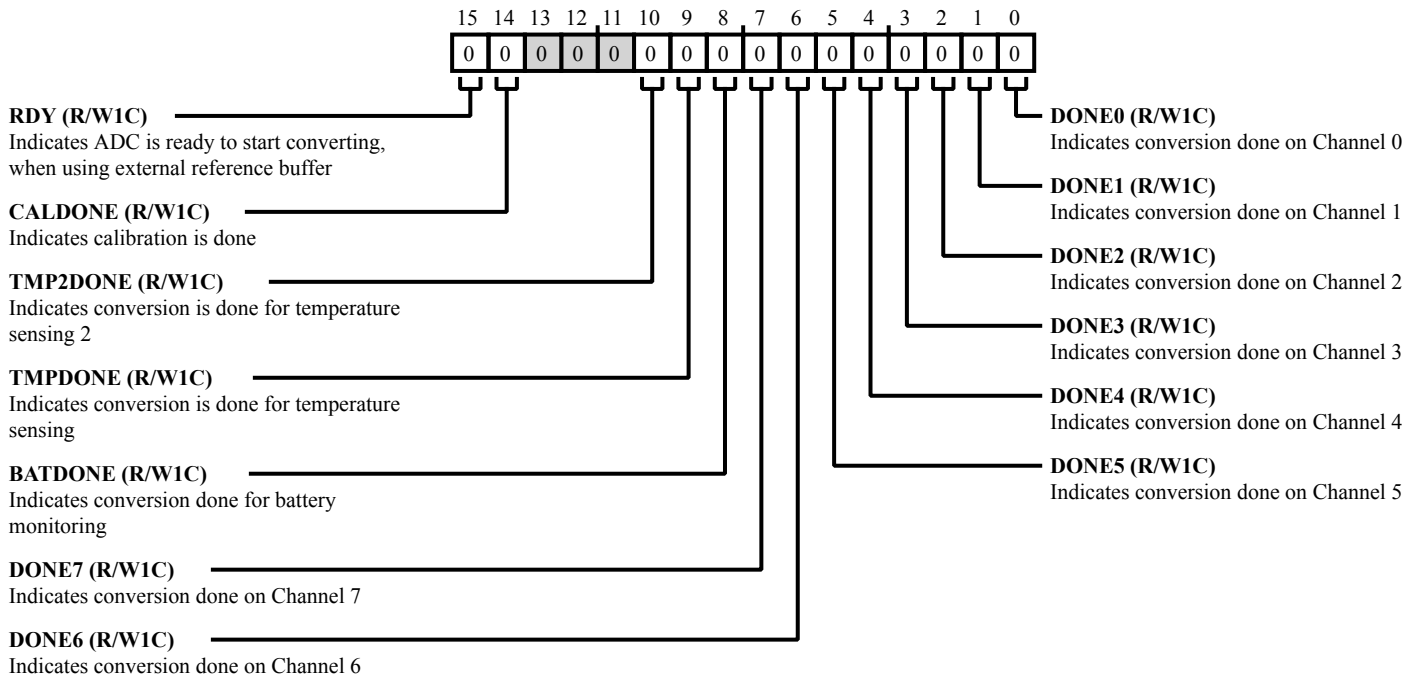 15 14 13 12 11 10 9 8 7 6 5 4 3 2 1 0
0 0 0 0 0 0 0 0 0 0 0 0 0 0 0 0
RDY (R/W1C)
Indicates ADC is ready to start converting,
when using external reference buffer
CALDONE (R/W1C)
Indicates calibration is done
TMP2DONE (R/W1C)
Indicates conversion is done for temperature
sensing 2
TMPDONE (R/W1C)
Indicates conversion is done for temperature
sensing
BATDONE (R/W1C)
Indicates conversion done for battery
monitoring
DONE7 (R/W1C)
Indicates conversion done on Channel 7
DONE6 (R/W1C)
Indicates conversion done on Channel 6
DONE0 (R/W1C)
Indicates conversion done on Channel 0
DONE1 (R/W1C)
Indicates conversion done on Channel 1
DONE2 (R/W1C)
Indicates conversion done on Channel 2
DONE3 (R/W1C)
Indicates conversion done on Channel 3
DONE4 (R/W1C)
Indicates conversion done on Channel 4
DONE5 (R/W1C)
Indicates conversion done on Channel 5